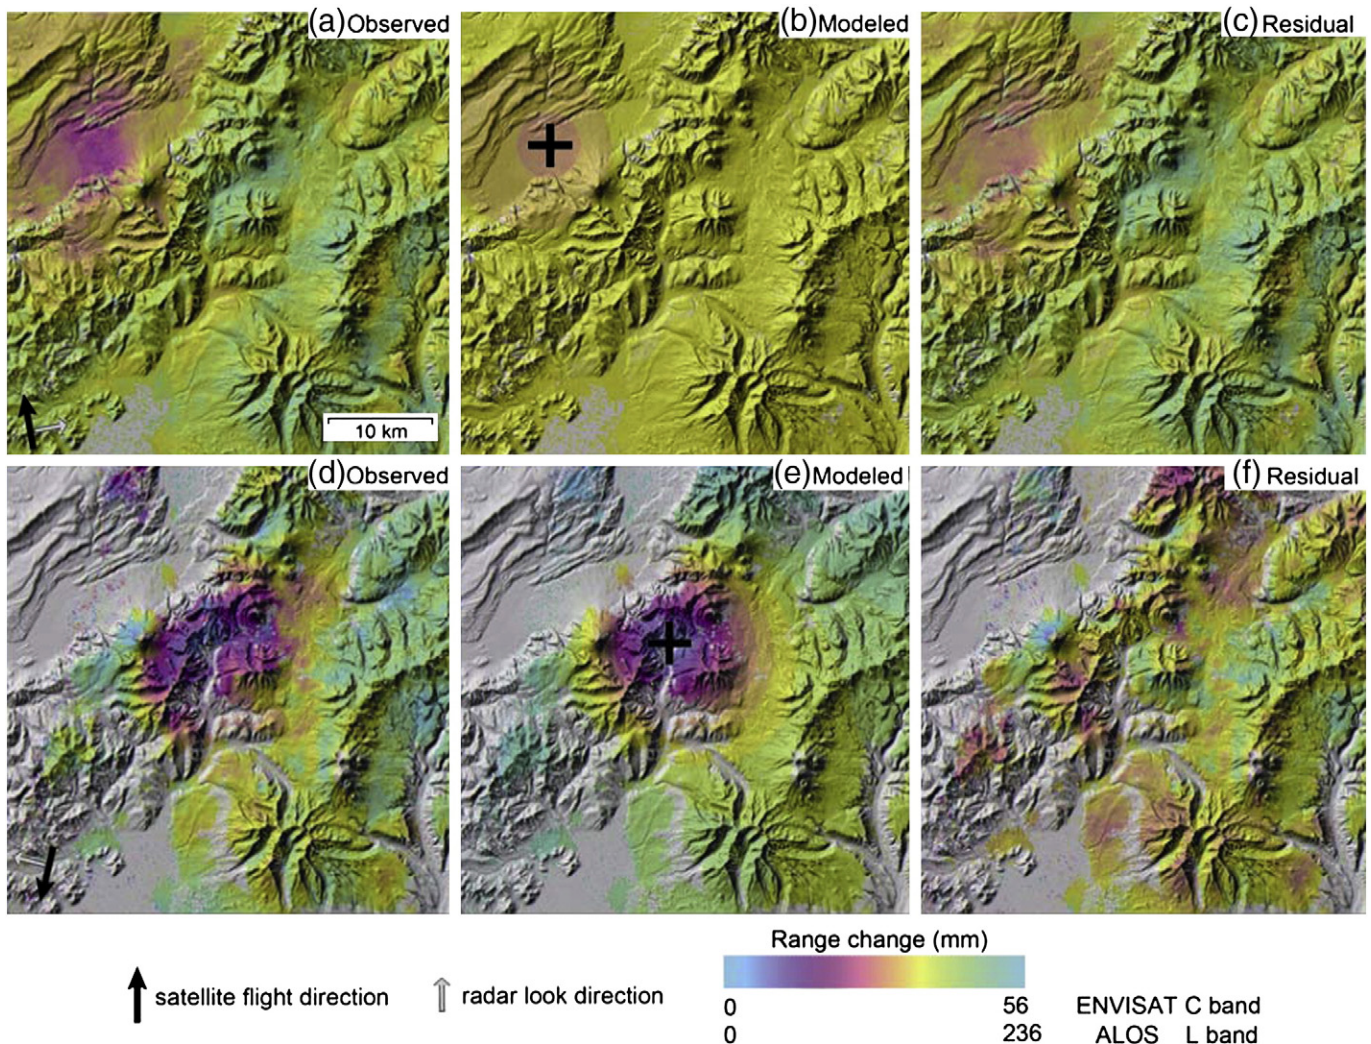 (a) Observed
(b) Modeled
(c) Residual
10 km
(d) Observed
(e) Modeled
(f) Residual
Range change (mm)
satellite flight direction
radar look direction
0 56 ENVISAT C band
0 236 ALOS L band